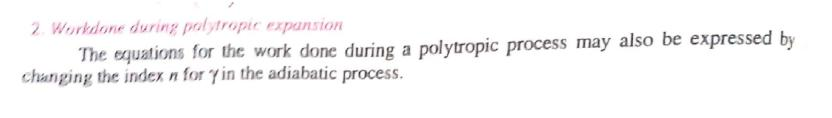 2. Workdone during polytropic expansion
The equations for the work done during a polytropic process may also be expressed by
changing the index n for γ in the adiabatic process.